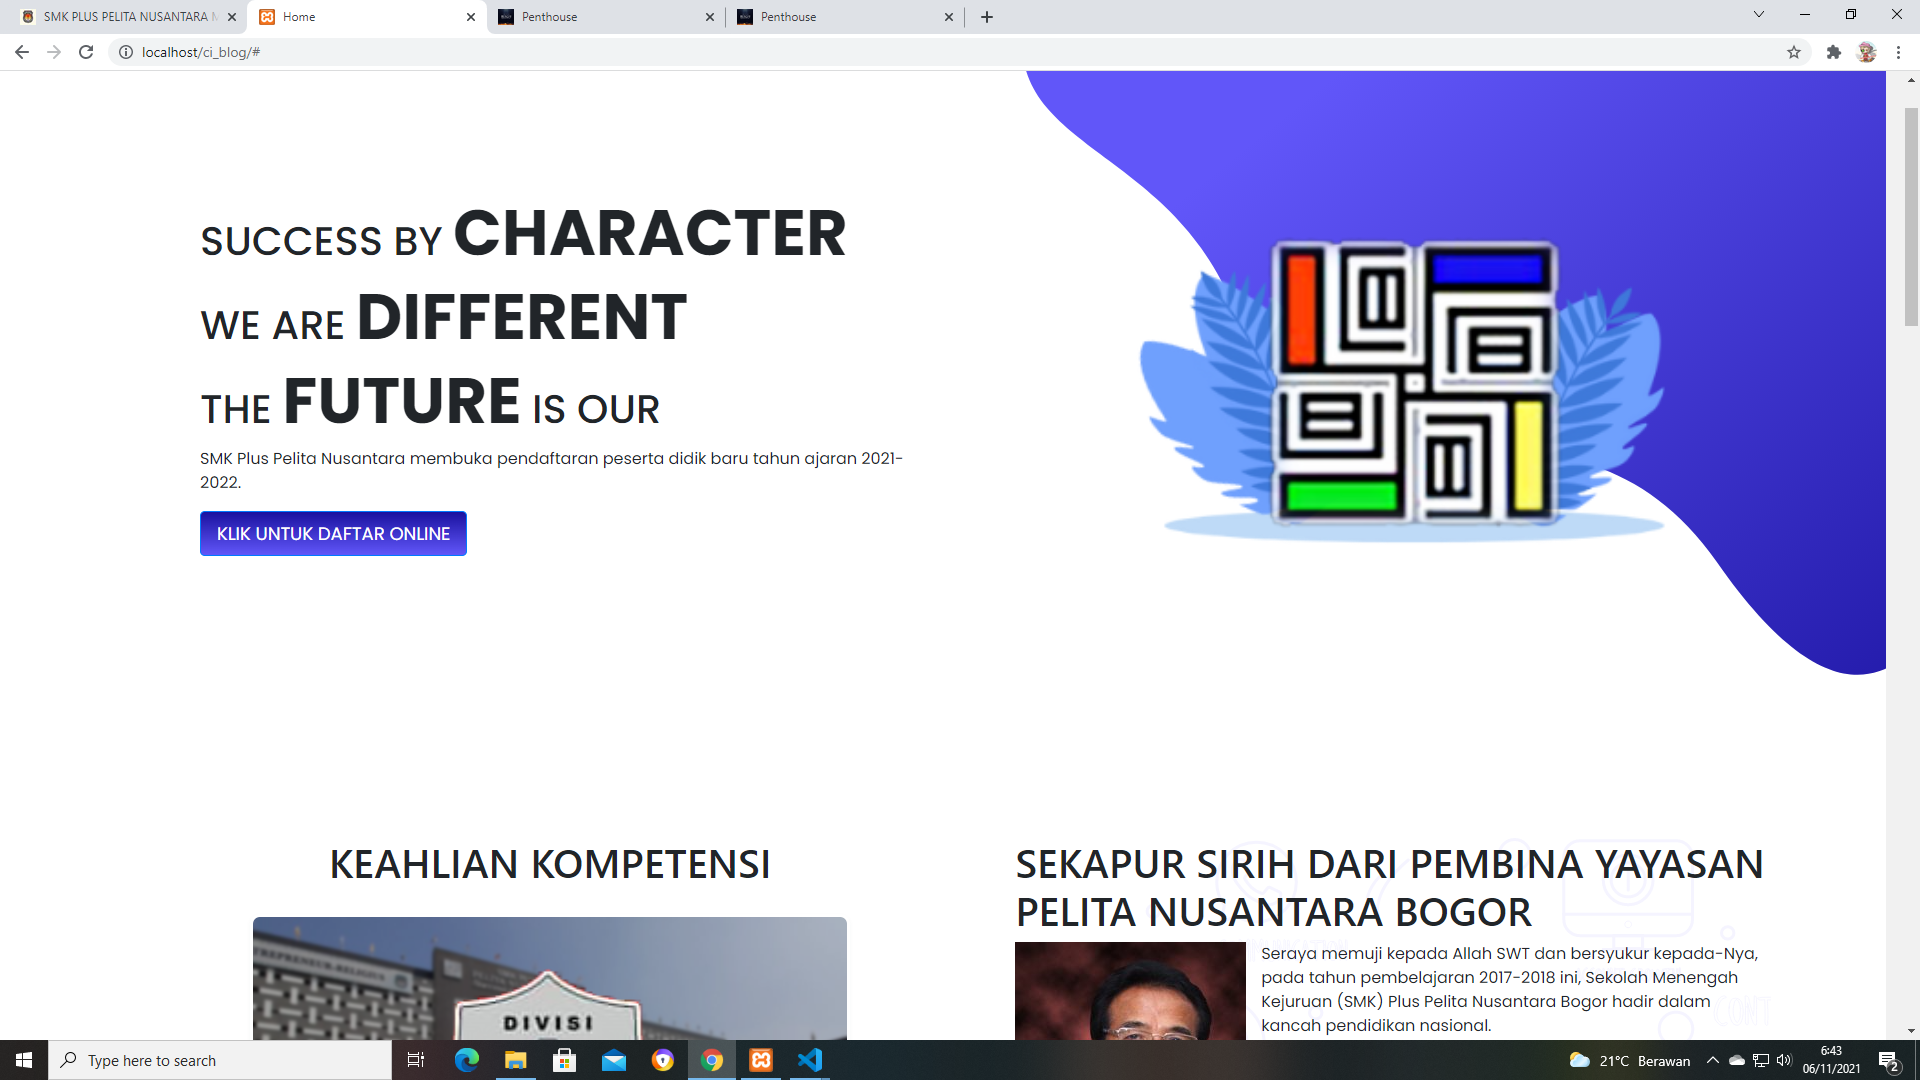 SMK PLUS PELITA NUSANTARA
Home
Penthouse
Penthouse
localhost/ci_blog/#
SUCCESS BY CHARACTER
WE ARE DIFFERENT
THE FUTURE IS OUR
SMK Plus Pelita Nusantara membuka pendaftaran peserta didik baru tahun ajaran 2021-
2022.
KLIK UNTUK DAFTAR ONLINE
KEAHLIAN KOMPETENSI
DIVISI
SEKAPUR SIRIH DARI PEMBINA YAYASAN
PELITA NUSANTARA BOGOR
Seraya memuji kepada Allah SWT dan bersyukur kepada-Nya,
pada tahun pembelajaran 2017-2018 ini, Sekolah Menengah
Kejuruan (SMK) Plus Pelita Nusantara Bogor hadir dalam
kancah pendidikan nasional.
Type here to search
21°C Berawan
6:43
06/11/2021
2